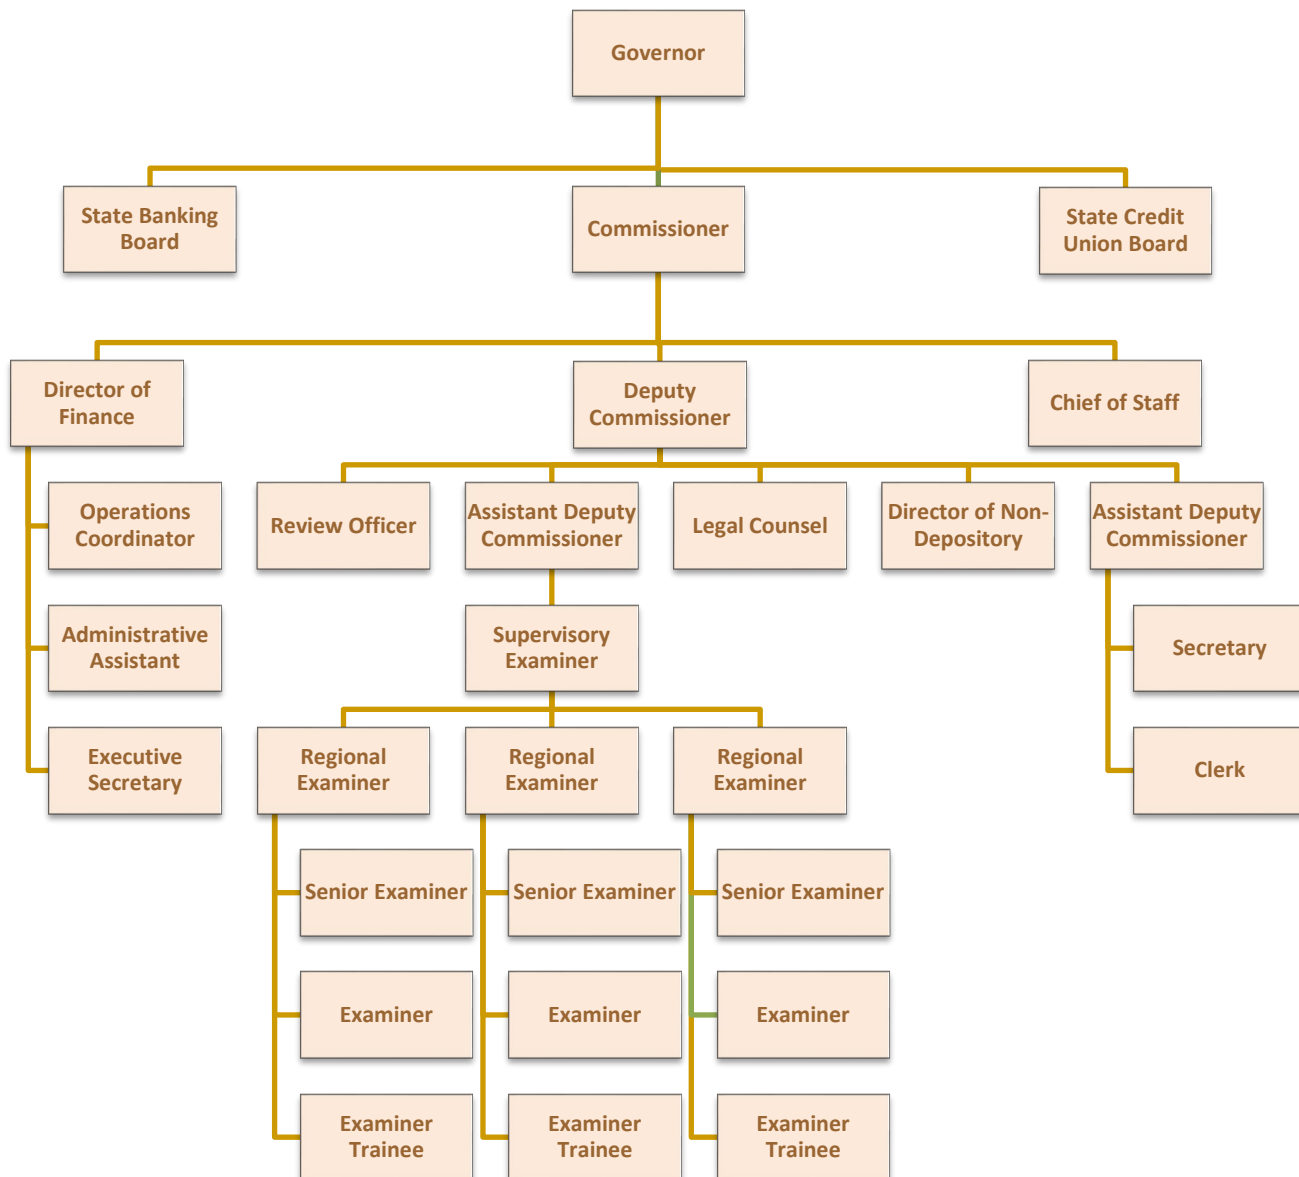 Governor
State Banking
Board
Commissioner
State Credit
Union Board
Director of
Finance
Deputy
Commissioner
Chief of Staff
Operations
Coordinator
Review Officer
Assistant Deputy
Commissioner
Legal Counsel
Director of Non-
Depository
Assistant Deputy
Commissioner
Administrative
Assistant
Supervisory
Examiner
Secretary
Executive
Secretary
Regional
Examiner
Regional
Examiner
Regional
Examiner
Clerk
Senior Examiner
Senior Examiner
Senior Examiner
Examiner
Examiner
Examiner
Examiner
Trainee
Examiner
Trainee
Examiner
Trainee